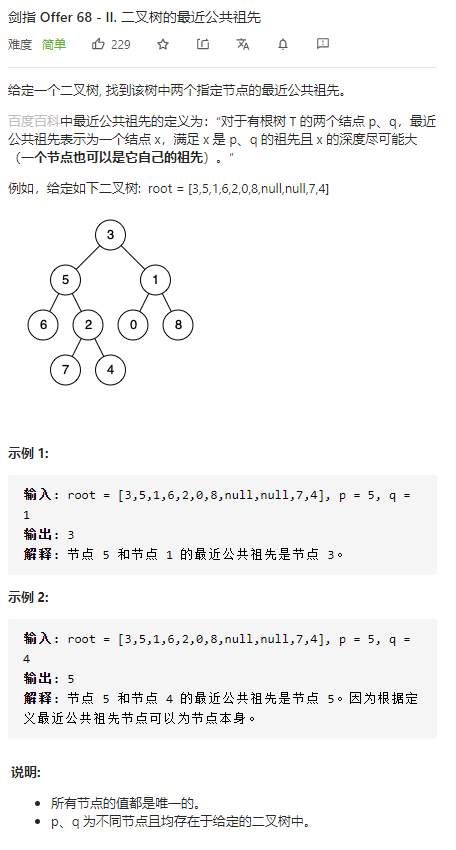 剑指 Offer 68 - II. 二叉树的最近公共祖先
难度 简单 229
给定一个二叉树, 找到该树中两个指定节点的最近公共祖先。
百度百科中最近公共祖先的定义为：“对于有根树 T 的两个结点 p、q，最近
公共祖先表示为一个结点 x，满足 x 是 p、q 的祖先且 x 的深度尽可能大
（一个节点也可以是它自己的祖先）。”
例如，给定如下二叉树: root = [3,5,1,6,2,0,8,null,null,7,4]
3
5 1
6 2 0 8
7 4
示例 1:
输入: root = [3,5,1,6,2,0,8,null,null,7,4], p = 5, q =
1
输出: 3
解释: 节点 5 和节点 1 的最近公共祖先是节点 3。
示例 2:
输入: root = [3,5,1,6,2,0,8,null,null,7,4], p = 5, q =
4
输出: 5
解释: 节点 5 和节点 4 的最近公共祖先是节点 5。因为根据定
义最近公共祖先节点可以为节点本身。
说明:
• 所有节点的值都是唯一的。
• p、q 为不同节点且均存在于给定的二叉树中。